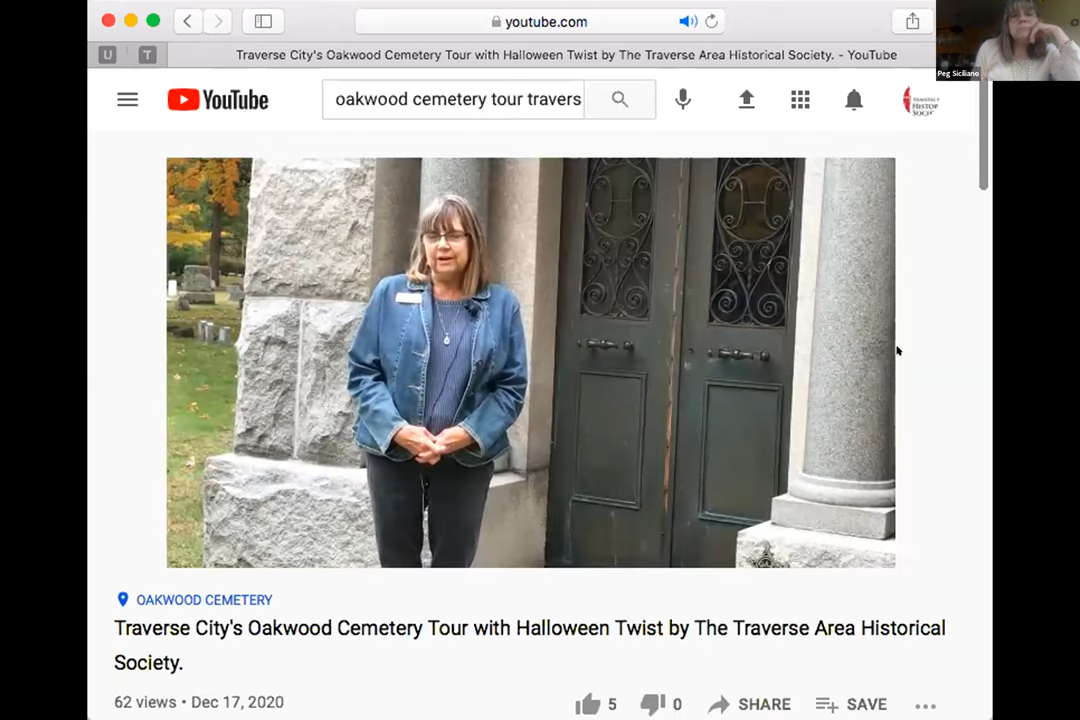 youtube.com
U
T
Traverse City's Oakwood Cemetery Tour with Halloween Twist by The Traverse Area Historical Society. - YouTube
Peg Siciliano
YouTube
oakwood cemetery tour travers
HISTOR
SOCIE
H
H
OAKWOOD CEMETERY
Traverse City's Oakwood Cemetery Tour with Halloween Twist by The Traverse Area Historical
Society.
62 views • Dec 17, 2020
5
0
SHARE
SAVE